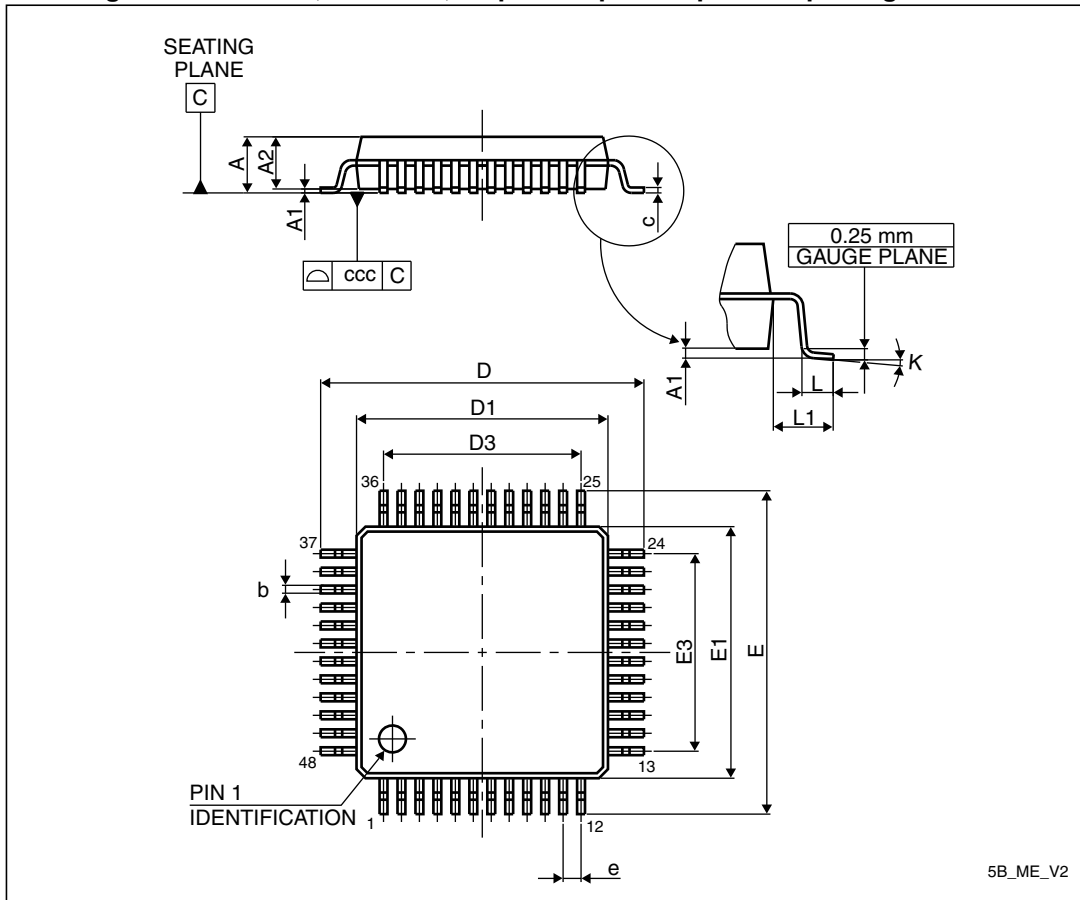 SEATING
PLANE
C
A
A2
A1
c
ccc C
0.25 mm
GAUGE PLANE
A1
K
L
L1
D
D1
D3
36
25
37
24
b
E3
E1
E
48
13
PIN 1
IDENTIFICATION
1
12
e
5B_ME_V2